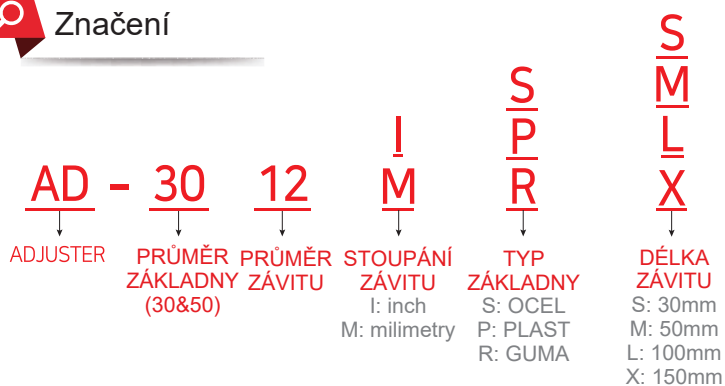 Značení
S
M
L
X
S
P
R
I
M
AD - 30 12
ADJUSTER
PRŮMĚR
ZÁKLADNY
(30&50)
PRŮMĚR
ZÁVITU
STOUPÁNÍ
ZÁVITU
I: inch
M: milimetry
TYP
ZÁKLADNY
S: OCEL
P: PLAST
R: GUMA
DÉLKA
ZÁVITU
S: 30mm
M: 50mm
L: 100mm
X: 150mm